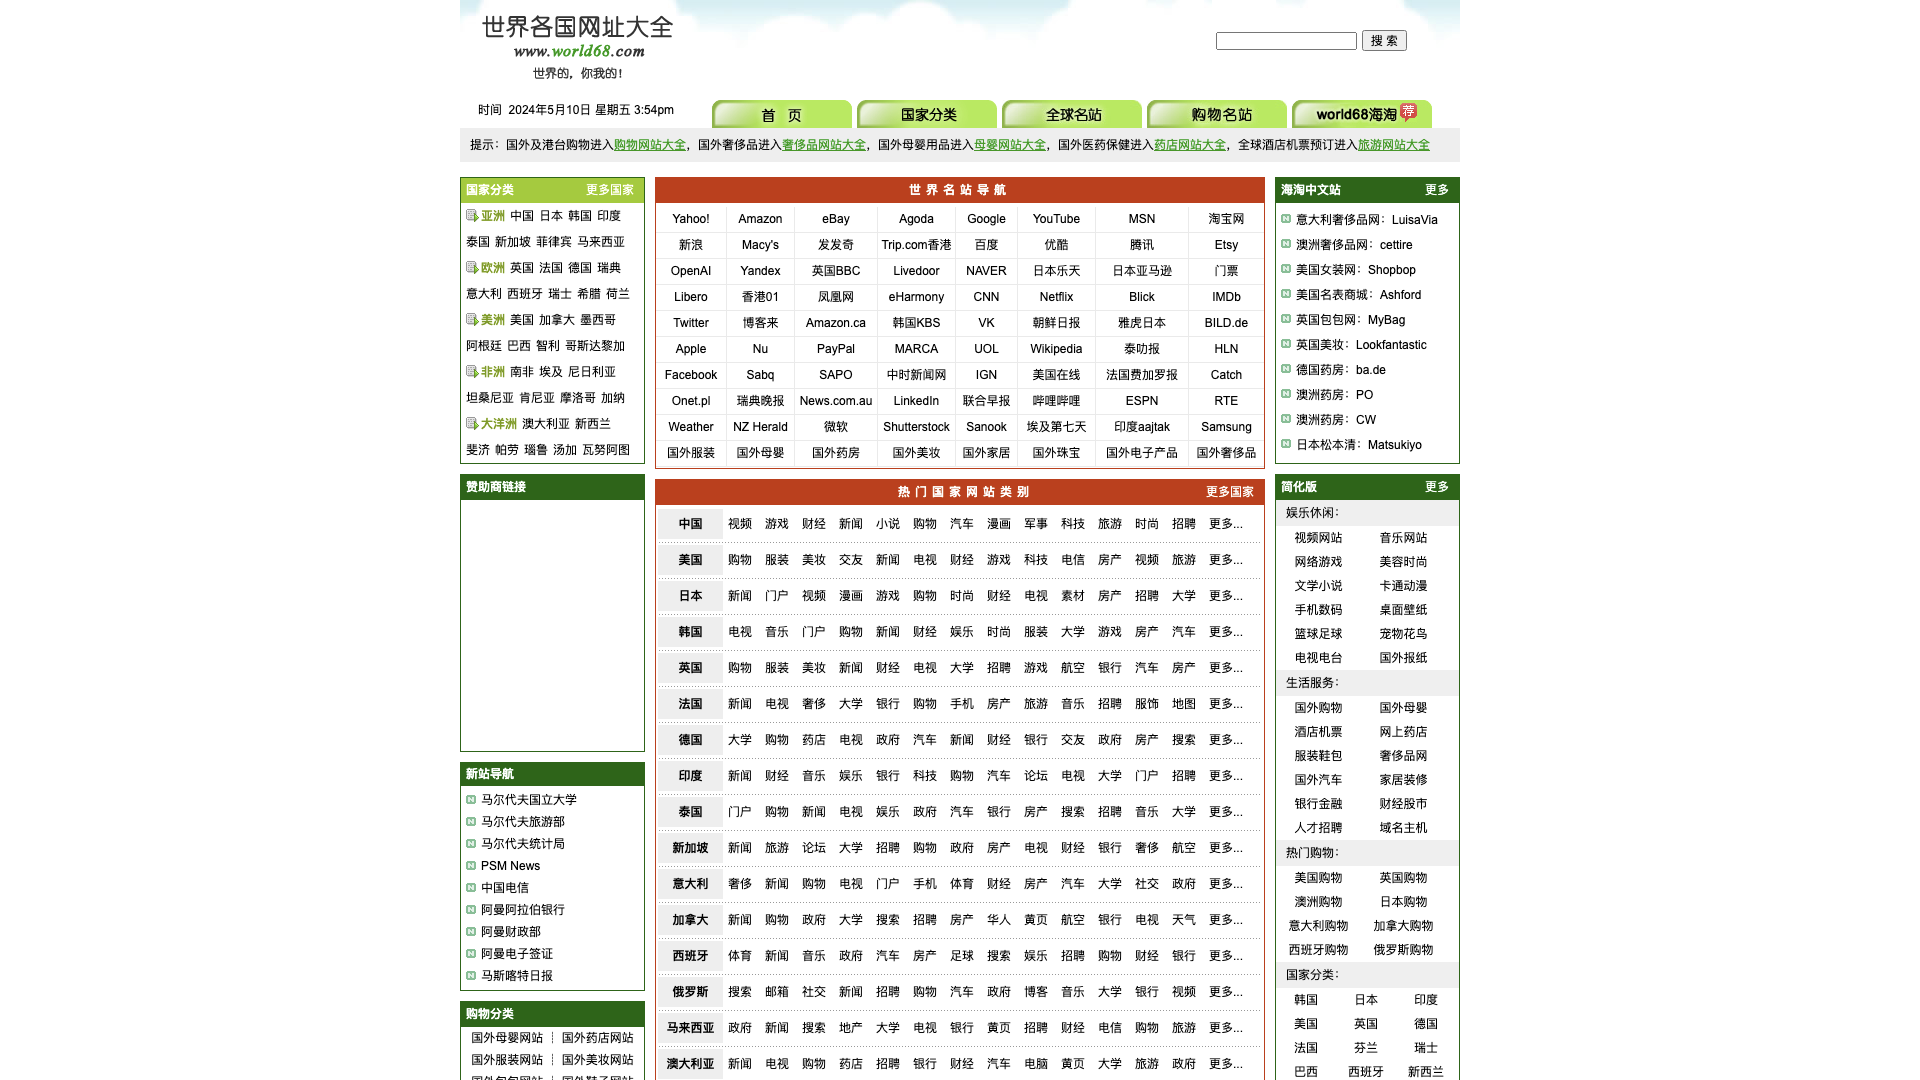 世界各国网址大全
www.world68.com
世界的，你我的！
搜 索
时间 2024年5月10日 星期五 3:54pm
首 页
国家分类
全球名站
购物名站
world68海淘
荐
提示：国外及港台购物进入购物网站大全，国外奢侈品进入奢侈品网站大全，国外母婴用品进入母婴网站大全，国外医药保健进入药店网站大全，全球酒店机票预订进入旅游网站大全
国家分类 更多国家
亚洲 中国 日本 韩国 印度
泰国 新加坡 菲律宾 马来西亚
欧洲 英国 法国 德国 瑞典
意大利 西班牙 瑞士 希腊 荷兰
美洲 美国 加拿大 墨西哥
阿根廷 巴西 智利 哥斯达黎加
非洲 南非 埃及 尼日利亚
坦桑尼亚 肯尼亚 摩洛哥 加纳
大洋洲 澳大利亚 新西兰
斐济 帕劳 瑙鲁 汤加 瓦努阿图
赞助商链接
新站导航
马尔代夫国立大学
马尔代夫旅游部
马尔代夫统计局
PSM News
中国电信
阿曼阿拉伯银行
阿曼财政部
阿曼电子签证
马斯喀特日报
购物分类
国外母婴网站 国外药店网站
国外服装网站 国外美妆网站
世 界 名 站 导 航
Yahoo! Amazon eBay Agoda Google YouTube MSN 淘宝网
新浪 Macy's 发发奇 Trip.com香港 百度 优酷 腾讯 Etsy
OpenAI Yandex 英国BBC Livedoor NAVER 日本乐天 日本亚马逊 门票
Libero 香港01 凤凰网 eHarmony CNN Netflix Blick IMDb
Twitter 博客来 Amazon.ca 韩国KBS VK 朝鲜日报 雅虎日本 BILD.de
Apple Nu PayPal MARCA UOL Wikipedia 泰叻报 HLN
Facebook Sabq SAPO 中时新闻网 IGN 美国在线 法国费加罗报 Catch
Onet.pl 瑞典晚报 News.com.au LinkedIn 联合早报 哔哩哔哩 ESPN RTE
Weather NZ Herald 微软 Shutterstock Sanook 埃及第七天 印度aajtak Samsung
国外服装 国外母婴 国外药房 国外美妆 国外家居 国外珠宝 国外电子产品 国外奢侈品
热 门 国 家 网 站 类 别 更多国家
中国 视频 游戏 财经 新闻 小说 购物 汽车 漫画 军事 科技 旅游 时尚 招聘 更多...
美国 购物 服装 美妆 交友 新闻 电视 财经 游戏 科技 电信 房产 视频 旅游 更多...
日本 新闻 门户 视频 漫画 游戏 购物 时尚 财经 电视 素材 房产 招聘 大学 更多...
韩国 电视 音乐 门户 购物 新闻 财经 娱乐 时尚 服装 大学 游戏 房产 汽车 更多...
英国 购物 服装 美妆 新闻 财经 电视 大学 招聘 游戏 航空 银行 汽车 房产 更多...
法国 新闻 电视 奢侈 大学 银行 购物 手机 房产 旅游 音乐 招聘 服饰 地图 更多...
德国 大学 购物 药店 电视 政府 汽车 新闻 财经 银行 交友 政府 房产 搜索 更多...
印度 新闻 财经 音乐 娱乐 银行 科技 购物 汽车 论坛 电视 大学 门户 招聘 更多...
泰国 门户 购物 新闻 电视 娱乐 政府 汽车 银行 房产 搜索 招聘 音乐 大学 更多...
新加坡 新闻 旅游 论坛 大学 招聘 购物 政府 房产 电视 财经 银行 奢侈 航空 更多...
意大利 奢侈 新闻 购物 电视 门户 手机 体育 财经 房产 汽车 大学 社交 政府 更多...
加拿大 新闻 购物 政府 大学 搜索 招聘 房产 华人 黄页 航空 银行 电视 天气 更多...
西班牙 体育 新闻 音乐 政府 汽车 房产 足球 搜索 娱乐 招聘 购物 财经 银行 更多...
俄罗斯 搜索 邮箱 社交 新闻 招聘 购物 汽车 政府 博客 音乐 大学 银行 视频 更多...
马来西亚 政府 新闻 搜索 地产 大学 电视 银行 黄页 招聘 财经 电信 购物 旅游 更多...
澳大利亚 新闻 电视 购物 药店 招聘 银行 财经 汽车 电脑 黄页 大学 旅游 政府 更多...
海淘中文站 更多
意大利奢侈品网：LuisaVia
澳洲奢侈品网：cettire
美国女装网：Shopbop
美国名表商城：Ashford
英国包包网：MyBag
英国美妆：Lookfantastic
德国药房：ba.de
澳洲药房：PO
澳洲药房：CW
日本松本清：Matsukiyo
简化版 更多
娱乐休闲：
视频网站 音乐网站
网络游戏 美容时尚
文学小说 卡通动漫
手机数码 桌面壁纸
篮球足球 宠物花鸟
电视电台 国外报纸
生活服务：
国外购物 国外母婴
酒店机票 网上药店
服装鞋包 奢侈品网
国外汽车 家居装修
银行金融 财经股市
人才招聘 域名主机
热门购物：
美国购物 英国购物
澳洲购物 日本购物
意大利购物 加拿大购物
西班牙购物 俄罗斯购物
国家分类：
韩国 日本 印度
美国 英国 德国
法国 芬兰 瑞士
巴西 西班牙 新西兰